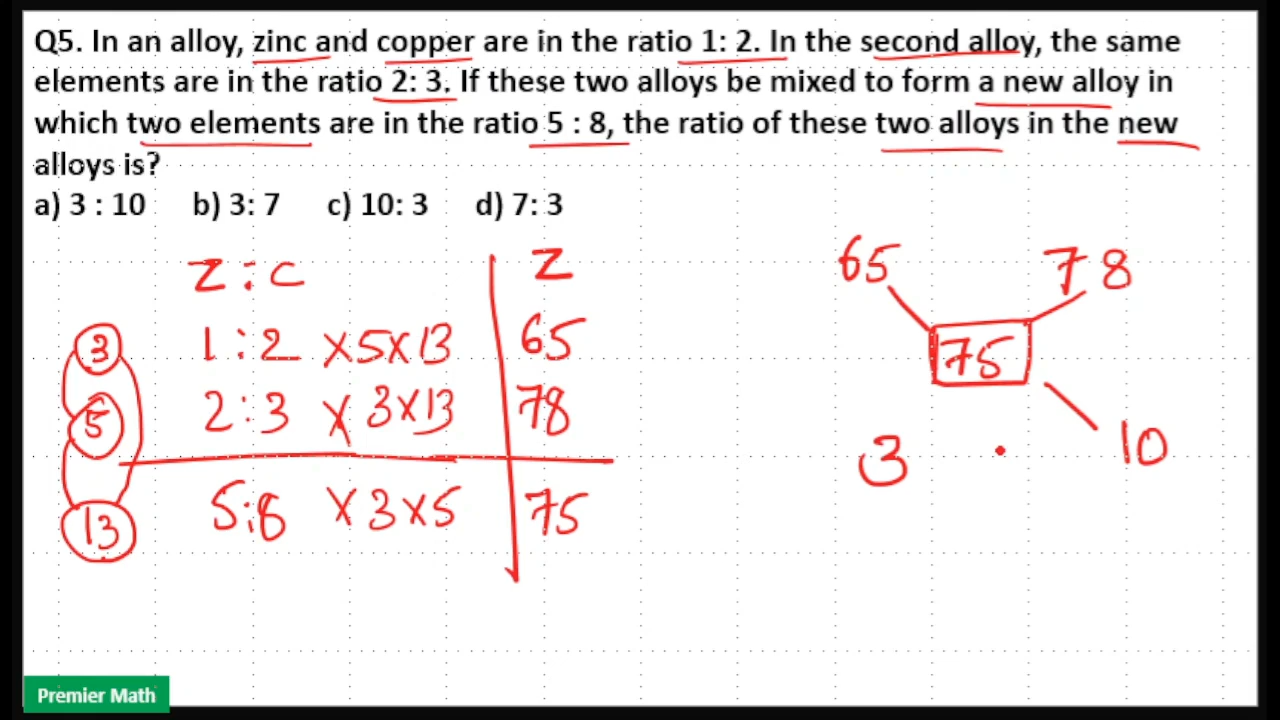 Q5. In an alloy, zinc and copper are in the ratio 1: 2. In the second alloy, the same
elements are in the ratio 2: 3. If these two alloys be mixed to form a new alloy in
which two elements are in the ratio 5 : 8, the ratio of these two alloys in the new
alloys is?
a) 3 : 10 b) 3: 7 c) 10: 3 d) 7: 3
Z : C Z
3 1 : 2 × 5 × 13 65
5 2 : 3 × 3 × 13 78
13 5 : 8 × 3 × 5 75
65 78
75
3 10
Premier Math